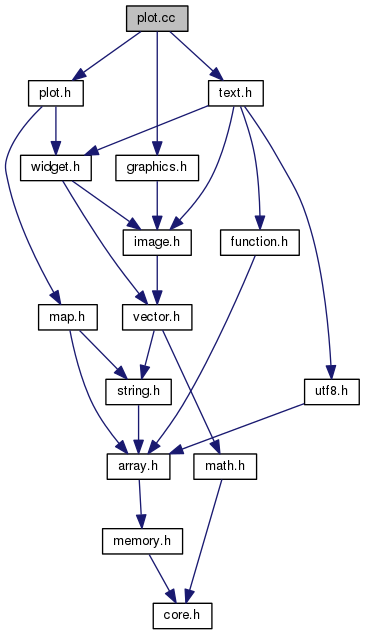 plot.cc
plot.h
text.h
widget.h
graphics.h
image.h
function.h
map.h
vector.h
string.h
utf8.h
array.h
math.h
memory.h
core.h